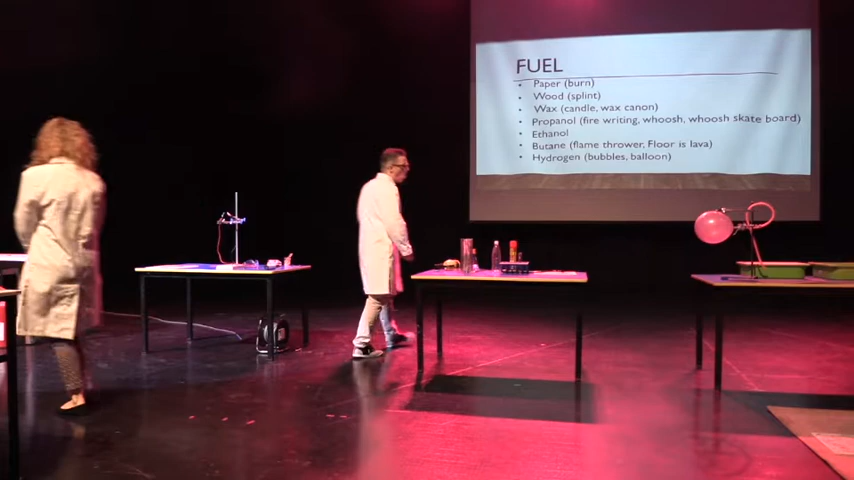 FUEL
• Paper (burn)
• Wood (splint)
• Wax (candle, wax canon)
• Propanol (fire writing, whoosh, whoosh skate board)
• Ethanol
• Butane (flame thrower, Floor is lava)
• Hydrogen (bubbles, balloon)